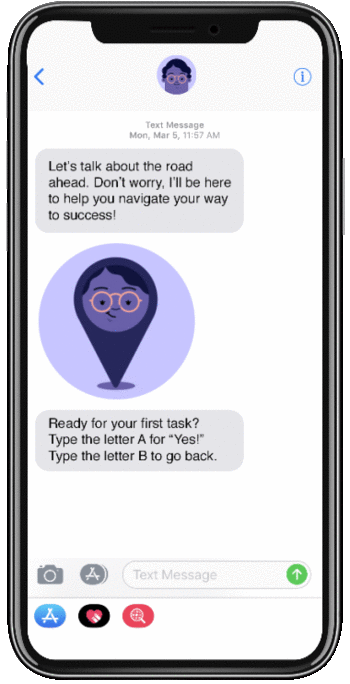 Text Message
Mon, Mar 5, 11:57 AM
Let's talk about the road
ahead. Don't worry, I'll be here
to help you navigate your way
to success!
Ready for your first task?
Type the letter A for “Yes!”
Type the letter B to go back.
Text Message